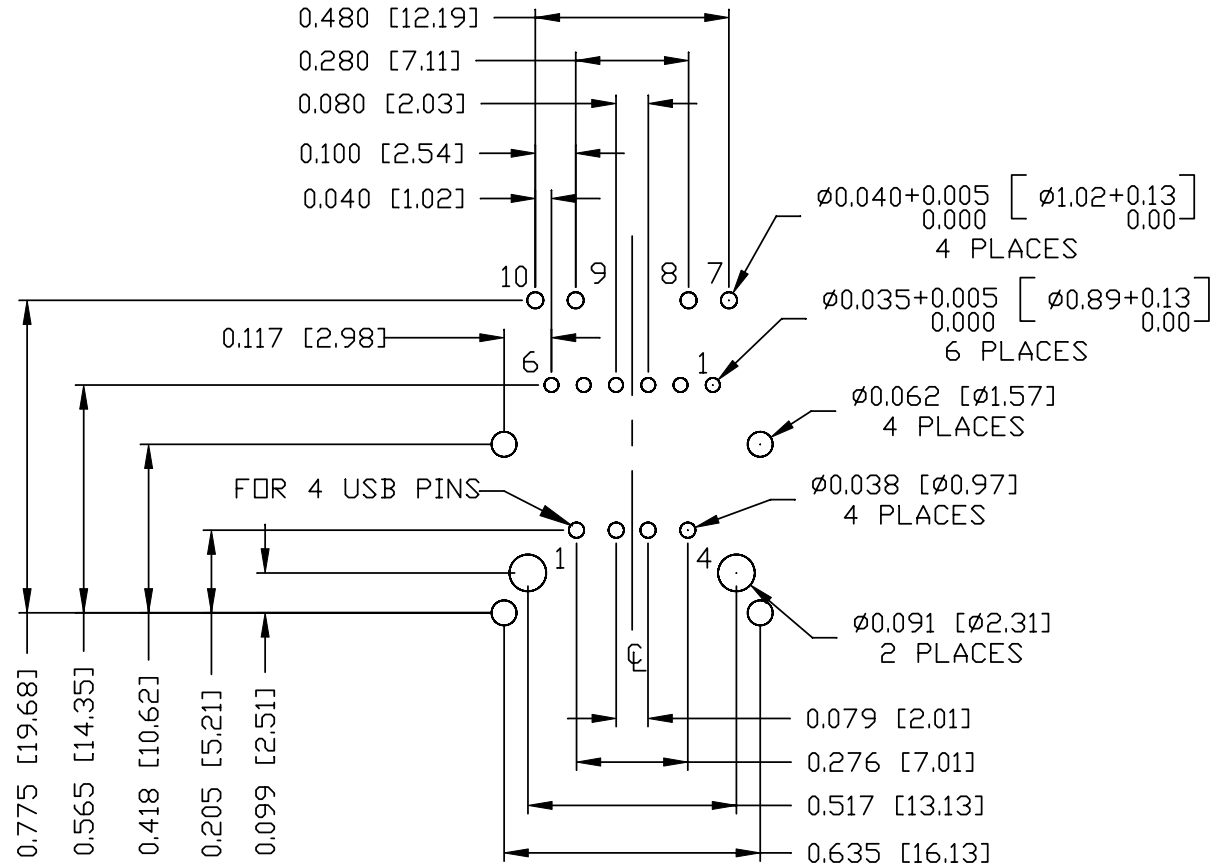 0.480 [12.19]
0.280 [7.11]
0.080 [2.03]
0.100 [2.54]
0.040 [1.02]
Ø0.040+0.005 [ Ø1.02+0.13 ]
0.000 0.00
4 PLACES
10 9 8 7
Ø0.035+0.005 [ Ø0.89+0.13 ]
0.000 0.00
6 PLACES
0.117 [2.98]
6 1
Ø0.062 [Ø1.57]
4 PLACES
FOR 4 USB PINS
Ø0.038 [Ø0.97]
4 PLACES
1 4
Ø0.091 [Ø2.31]
2 PLACES
℄
0.775 [19.68]
0.565 [14.35]
0.418 [10.62]
0.205 [5.21]
0.099 [2.51]
0.079 [2.01]
0.276 [7.01]
0.517 [13.13]
0.635 [16.13]